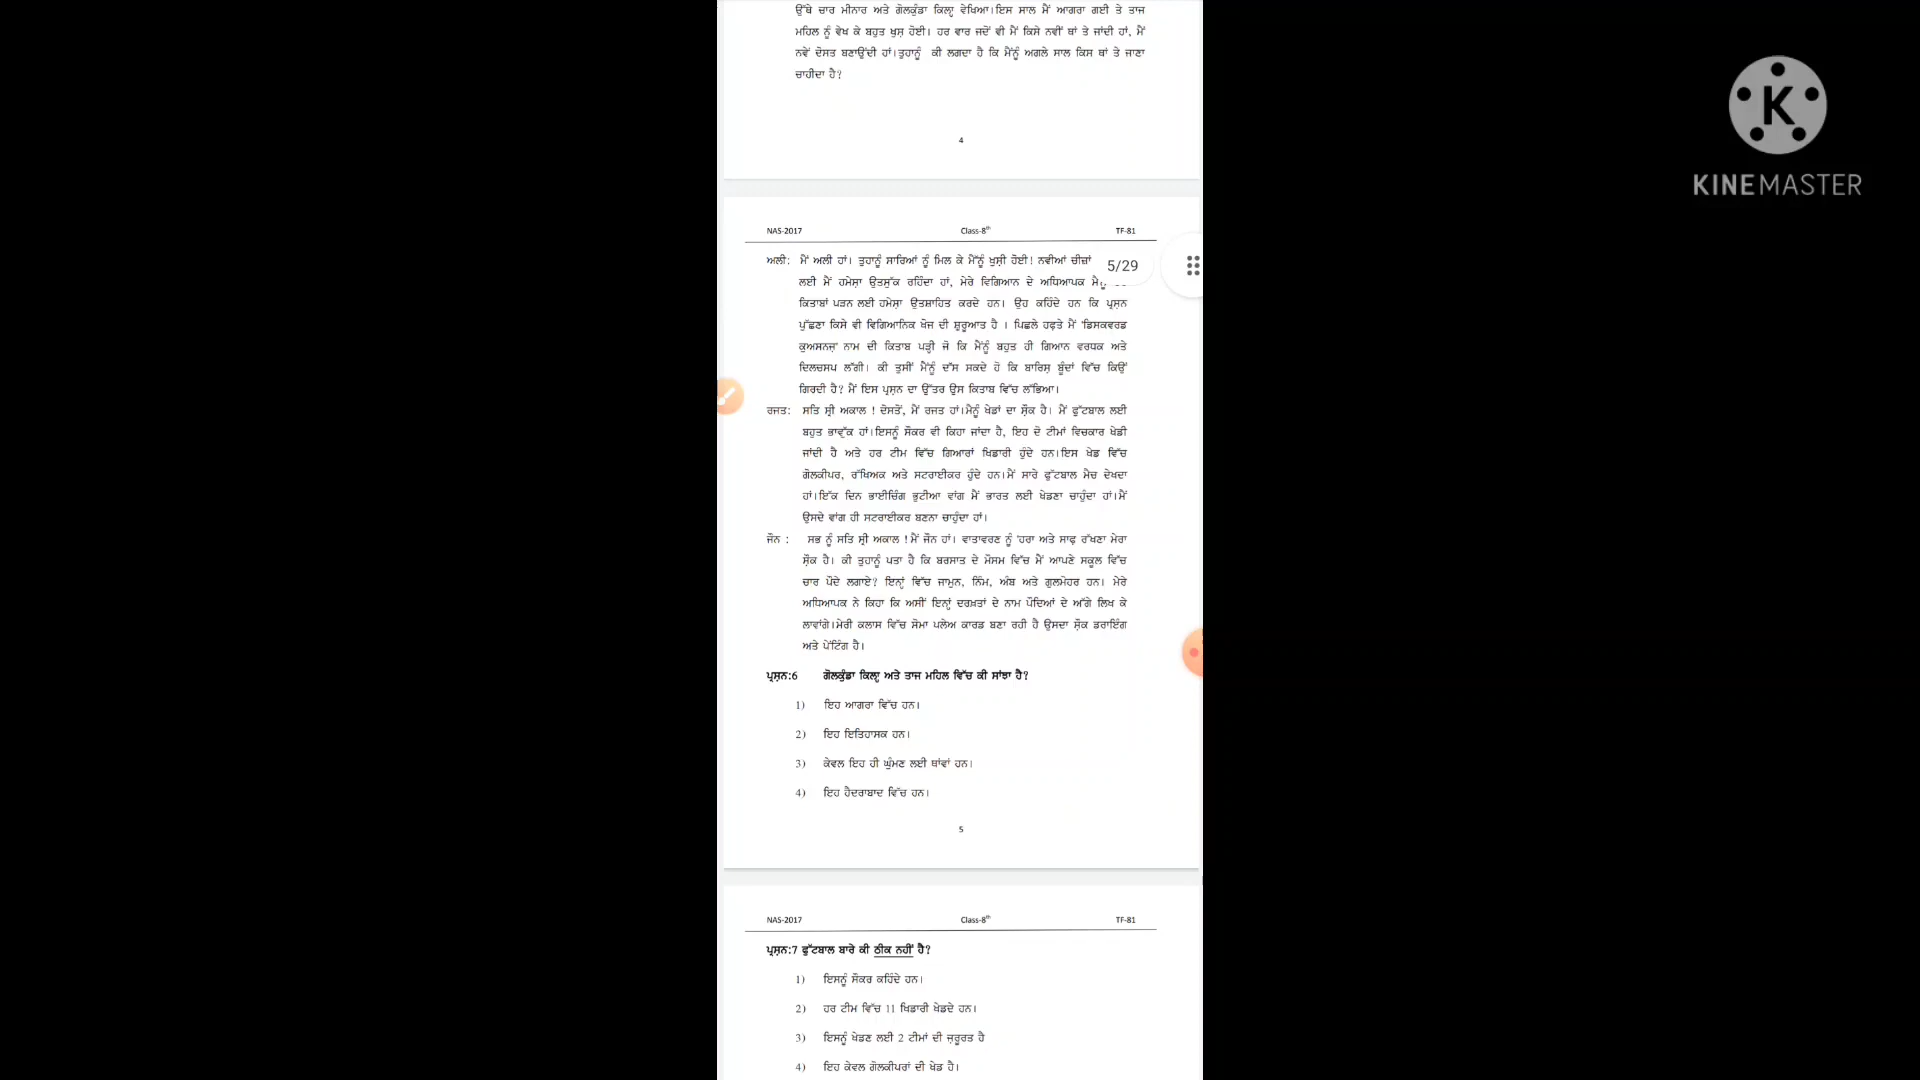 ਉੱਥੇ ਚਾਰ ਮੀਨਾਰ ਅਤੇ ਗੋਲਕੁੰਡਾ ਕਿਲ੍ਹਾ ਵੇਖਿਆ।ਇਸ ਸਾਲ ਮੈਂ ਆਗਰਾ ਗਈ ਤੇ ਤਾਜ
ਮਹਿਲ ਨੂੰ ਵੇਖ ਕੇ ਬਹੁਤ ਖੁਸ਼ ਹੋਈ। ਹਰ ਵਾਰ ਜਦੋਂ ਵੀ ਮੈਂ ਕਿਸੇ ਨਵੀਂ ਥਾਂ ਤੇ ਜਾਂਦੀ ਹਾਂ, ਮੈਂ
ਨਵੇਂ ਦੋਸਤ ਬਣਾਉਂਦੀ ਹਾਂ।ਤੁਹਾਨੂੰ ਕੀ ਲਗਦਾ ਹੈ ਕਿ ਮੈਂਨੂੰ ਅਗਲੇ ਸਾਲ ਕਿਸ ਥਾਂ ਤੇ ਜਾਣਾ
ਚਾਹੀਦਾ ਹੈ?
4
KINEMASTER
NAS-2017 Class-8th TF-81
5/29
ਅਲੀ: ਮੈਂ ਅਲੀ ਹਾਂ। ਤੁਹਾਨੂੰ ਸਾਰਿਆਂ ਨੂੰ ਮਿਲ ਕੇ ਮੈਂਨੂੰ ਖੁਸ਼ੀ ਹੋਈ! ਨਵੀਆਂ ਚੀਜ਼ਾਂ
ਲਈ ਮੈਂ ਹਮੇਸ਼ਾ ਉਤਸੁੱਕ ਰਹਿੰਦਾ ਹਾਂ, ਮੇਰੇ ਵਿਗਿਆਨ ਦੇ ਅਧਿਆਪਕ
ਕਿਤਾਬਾਂ ਪੜਨ ਲਈ ਹਮੇਸ਼ਾ ਉਤਸ਼ਾਹਿਤ ਕਰਦੇ ਹਨ। ਉਹ ਕਹਿੰਦੇ ਹਨ ਕਿ ਪ੍ਰਸ਼ਨ
ਪੁੱਛਣਾ ਕਿਸੇ ਵੀ ਵਿਗਿਆਨਿਕ ਖੋਜ ਦੀ ਸ਼ੁਰੂਆਤ ਹੈ । ਪਿਛਲੇ ਹਫ਼ਤੇ ਮੈਂ 'ਡਿਸਕਵਰਡ
ਕੁਅਸਨਜ਼' ਨਾਮ ਦੀ ਕਿਤਾਬ ਪੜ੍ਹੀ ਜੋ ਕਿ ਮੈਂਨੂੰ ਬਹੁਤ ਹੀ ਗਿਆਨ ਵਰਧਕ ਅਤੇ
ਦਿਲਚਸਪ ਲੱਗੀ। ਕੀ ਤੁਸੀਂ ਮੈਂਨੂੰ ਦੱਸ ਸਕਦੇ ਹੋ ਕਿ ਬਾਰਿਸ਼ ਬੂੰਦਾਂ ਵਿੱਚ ਕਿਉਂ
ਗਿਰਦੀ ਹੈ? ਮੈਂ ਇਸ ਪ੍ਰਸ਼ਨ ਦਾ ਉੱਤਰ ਉਸ ਕਿਤਾਬ ਵਿੱਚ ਲੱਭਿਆ।
ਰਜਤ: ਸਤਿ ਸ੍ਰੀ ਅਕਾਲ ! ਦੋਸਤੋਂ, ਮੈਂ ਰਜਤ ਹਾਂ।ਮੈਨੂੰ ਖੇਡਾਂ ਦਾ ਸ਼ੌਕ ਹੈ। ਮੈਂ ਫੁੱਟਬਾਲ ਲਈ
ਬਹੁਤ ਭਾਵੁੱਕ ਹਾਂ।ਇਸਨੂੰ ਸੌਕਰ ਵੀ ਕਿਹਾ ਜਾਂਦਾ ਹੈ, ਇਹ ਦੋ ਟੀਮਾਂ ਵਿਚਕਾਰ ਖੇਡੀ
ਜਾਂਦੀ ਹੈ ਅਤੇ ਹਰ ਟੀਮ ਵਿੱਚ ਗਿਆਰਾਂ ਖਿਡਾਰੀ ਹੁੰਦੇ ਹਨ।ਇਸ ਖੇਡ ਵਿੱਚ
ਗੋਲਕੀਪਰ, ਰੱਖਿਅਕ ਅਤੇ ਸਟਰਾਈਕਰ ਹੁੰਦੇ ਹਨ।ਮੈਂ ਸਾਰੇ ਫੁੱਟਬਾਲ ਮੈਚ ਦੇਖਦਾ
ਹਾਂ।ਇੱਕ ਦਿਨ ਭਾਈਚਿੰਗ ਭੁਟੀਆ ਵਾਂਗ ਮੈਂ ਭਾਰਤ ਲਈ ਖੇਡਣਾ ਚਾਹੁੰਦਾ ਹਾਂ।ਮੈਂ
ਉਸਦੇ ਵਾਂਗ ਹੀ ਸਟਰਾਈਕਰ ਬਣਨਾ ਚਾਹੁੰਦਾ ਹਾਂ।
ਜੌਨ : ਸਭ ਨੂੰ ਸਤਿ ਸ੍ਰੀ ਅਕਾਲ !ਮੈਂ ਜੌਨ ਹਾਂ। ਵਾਤਾਵਰਣ ਨੂੰ 'ਹਰਾ ਅਤੇ ਸਾਫ਼ ਰੱਖਣਾ ਮੇਰਾ
ਸ਼ੌਕ ਹੈ। ਕੀ ਤੁਹਾਨੂੰ ਪਤਾ ਹੈ ਕਿ ਬਰਸਾਤ ਦੇ ਮੌਸਮ ਵਿੱਚ ਮੈਂ ਆਪਣੇ ਸਕੂਲ ਵਿੱਚ
ਚਾਰ ਪੌਦੇ ਲਗਾਏ? ਇਨ੍ਹਾਂ ਵਿੱਚ ਜਾਮੁਨ, ਨਿੰਮ, ਅੰਬ ਅਤੇ ਗੁਲਮੋਹਰ ਹਨ। ਮੇਰੇ
ਅਧਿਆਪਕ ਨੇ ਕਿਹਾ ਕਿ ਅਸੀਂ ਇਨ੍ਹਾਂ ਦਰਖ਼ਤਾਂ ਦੇ ਨਾਮ ਪੌਦਿਆਂ ਦੇ ਅੱਗੇ ਲਿਖ ਕੇ
ਲਾਵਾਂਗੇ।ਮੇਰੀ ਕਲਾਸ ਵਿੱਚ ਸੋਮਾ ਪਲੇਅ ਕਾਰਡ ਬਣਾ ਰਹੀ ਹੈ ਉਸਦਾ ਸ਼ੌਕ ਡਰਾਇੰਗ
ਅਤੇ ਪੇਂਟਿੰਗ ਹੈ।
ਪ੍ਰਸ਼ਨ:6 ਗੋਲਕੁੰਡਾ ਕਿਲ੍ਹਾ ਅਤੇ ਤਾਜ ਮਹਿਲ ਵਿੱਚ ਕੀ ਸਾਂਝਾ ਹੈ?
1) ਇਹ ਆਗਰਾ ਵਿੱਚ ਹਨ।
2) ਇਹ ਇਤਿਹਾਸਕ ਹਨ।
3) ਕੇਵਲ ਇਹ ਹੀ ਘੁੰਮਣ ਲਈ ਥਾਂਵਾਂ ਹਨ।
4) ਇਹ ਹੈਦਰਾਬਾਦ ਵਿੱਚ ਹਨ।
5
NAS-2017 Class-8th TF-81
ਪ੍ਰਸ਼ਨ:7 ਫੁੱਟਬਾਲ ਬਾਰੇ ਕੀ ਠੀਕ ਨਹੀਂ ਹੈ?
1) ਇਸਨੂੰ ਸੌਕਰ ਕਹਿੰਦੇ ਹਨ।
2) ਹਰ ਟੀਮ ਵਿੱਚ 11 ਖਿਡਾਰੀ ਖੇਡਦੇ ਹਨ।
3) ਇਸਨੂੰ ਖੇਡਣ ਲਈ 2 ਟੀਮਾਂ ਦੀ ਜ਼ਰੂਰਤ ਹੈ
4) ਇਹ ਕੇਵਲ ਗੋਲਕੀਪਰਾਂ ਦੀ ਖੇਡ ਹੈ।